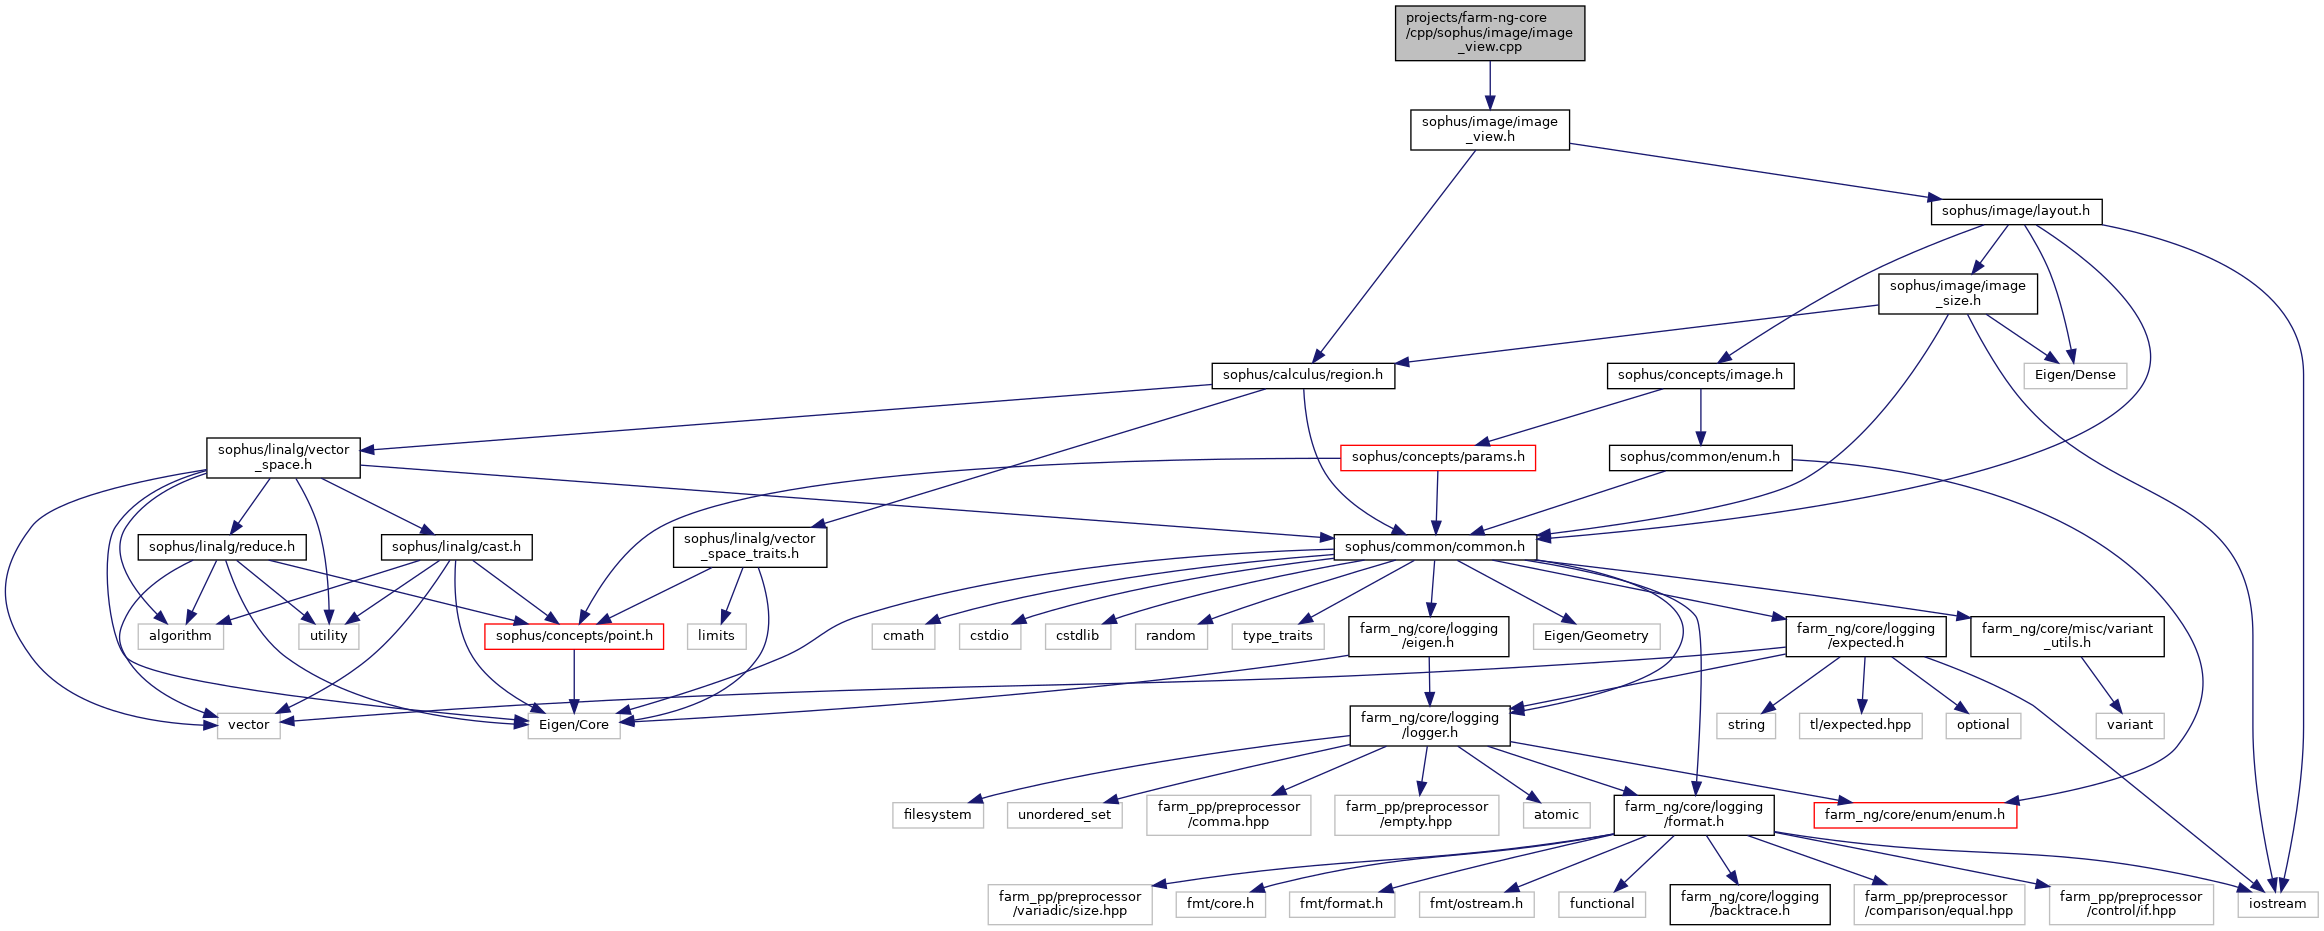 projects/farm-ng-core
/cpp/sophus/image/image
_view.cpp
sophus/image/image
_view.h
sophus/image/layout.h
sophus/image/image
_size.h
sophus/calculus/region.h
sophus/concepts/image.h
Eigen/Dense
sophus/linalg/vector
_space.h
sophus/concepts/params.h
sophus/common/enum.h
sophus/linalg/reduce.h
sophus/linalg/cast.h
sophus/linalg/vector
_space_traits.h
sophus/common/common.h
algorithm
utility
sophus/concepts/point.h
limits
cmath
cstdio
cstdlib
random
type_traits
farm_ng/core/logging
/eigen.h
Eigen/Geometry
farm_ng/core/logging
/expected.h
farm_ng/core/misc/variant
_utils.h
vector
Eigen/Core
farm_ng/core/logging
/logger.h
string
tl/expected.hpp
optional
variant
filesystem
unordered_set
farm_pp/preprocessor
/comma.hpp
farm_pp/preprocessor
/empty.hpp
atomic
farm_ng/core/logging
/format.h
farm_ng/core/enum/enum.h
farm_pp/preprocessor
/variadic/size.hpp
fmt/core.h
fmt/format.h
fmt/ostream.h
functional
farm_ng/core/logging
/backtrace.h
farm_pp/preprocessor
/comparison/equal.hpp
farm_pp/preprocessor
/control/if.hpp
iostream